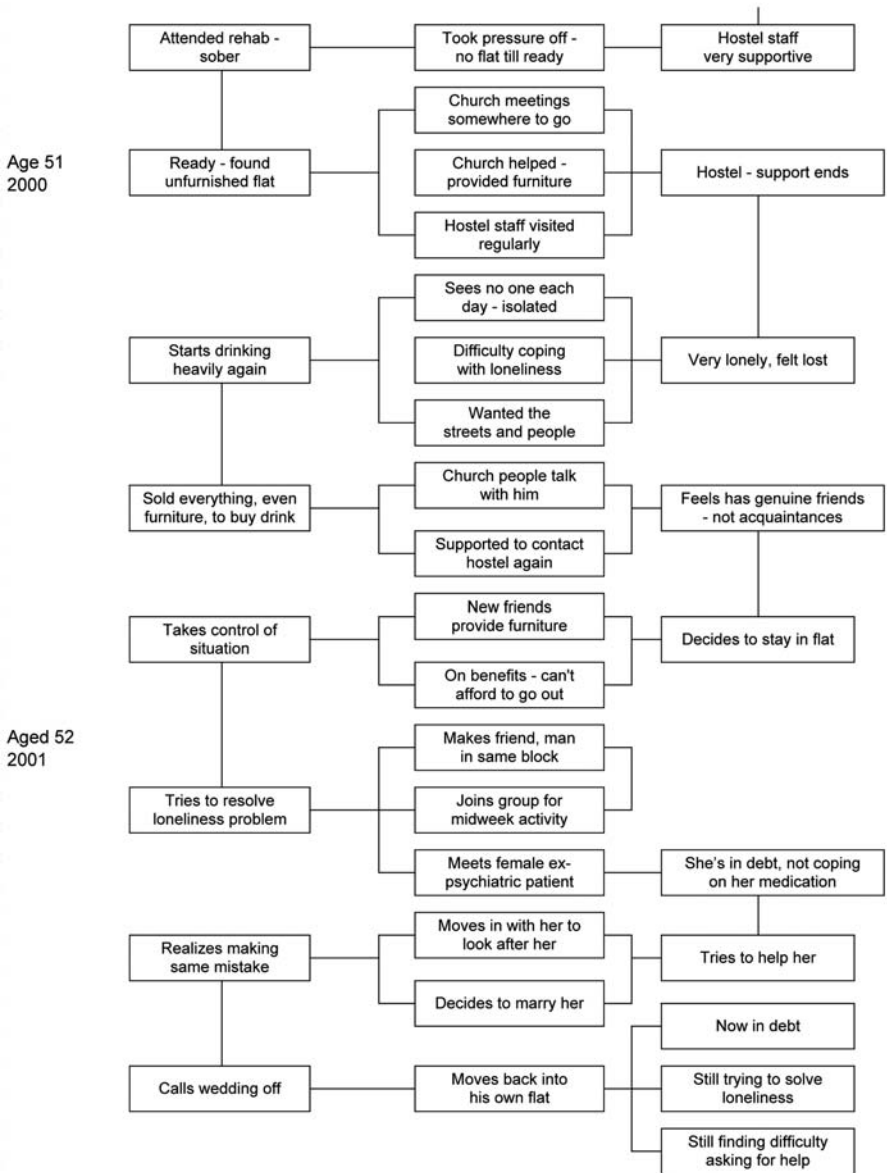 Attended rehab -
sober
Took pressure off -
no flat till ready
Hostel staff
very supportive
Church meetings
somewhere to go
Age 51
2000
Ready - found
unfurnished flat
Church helped -
provided furniture
Hostel - support ends
Hostel staff visited
regularly
Sees no one each
day - isolated
Starts drinking
heavily again
Difficulty coping
with loneliness
Very lonely, felt lost
Wanted the
streets and people
Church people talk
with him
Sold everything, even
furniture, to buy drink
Feels has genuine friends
- not acquaintances
Supported to contact
hostel again
New friends
provide furniture
Takes control of
situation
Decides to stay in flat
On benefits - can't
afford to go out
Aged 52
2001
Makes friend, man
in same block
Tries to resolve
loneliness problem
Joins group for
midweek activity
Meets female ex-
psychiatric patient
She's in debt, not coping
on her medication
Moves in with her to
look after her
Realizes making
same mistake
Tries to help her
Decides to marry her
Now in debt
Calls wedding off
Moves back into
his own flat
Still trying to solve
loneliness
Still finding difficulty
asking for help